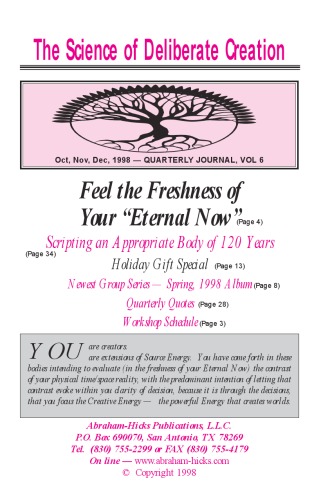 The Science of Deliberate Creation
Oct, Nov, Dec, 1998 — QUARTERLY JOURNAL, VOL 6
Feel the Freshness of
Your “Eternal Now” (Page 4)
Scripting an Appropriate Body of 120 Years
(Page 34)
Holiday Gift Special (Page 13)
Newest Group Series — Spring, 1998 Album (Page 8)
Quarterly Quotes (Page 28)
Workshop Schedule (Page 3)
YOU are creators.
are extensions of Source Energy. You have come forth in these
bodies intending to evaluate (in the freshness of your Eternal Now) the contrast
of your physical time/space reality, with the predominant intention of letting that
contrast evoke within you clarity of decision, because it is through the decisions,
that you focus the Creative Energy — the powerful Energy that creates worlds.
Abraham-Hicks Publications, L.L.C.
P.O. Box 690070, San Antonio, TX 78269
Tel. (830) 755-2299 or FAX (830) 755-4179
On line — www.abraham-hicks.com
© Copyright 1998